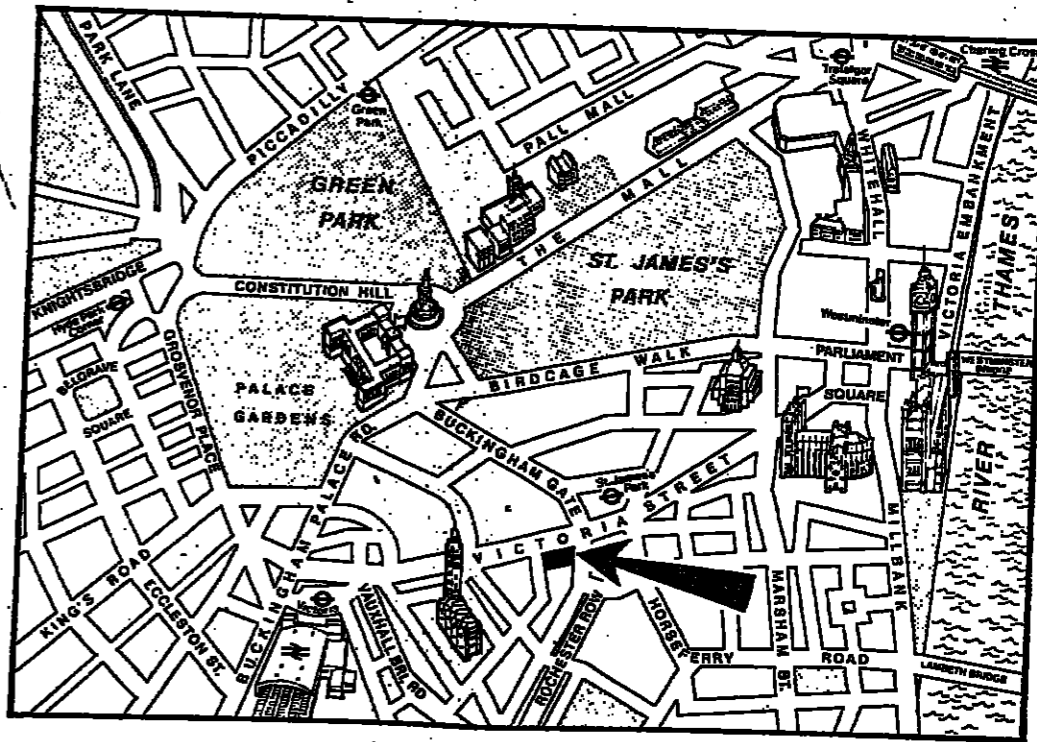 PARK LANE
PICCADILLY
Green
Park
PALL MALL
Trafalgar
Square
Charing Cross
WHITEHALL
VICTORIA EMBANKMENT
GREEN
PARK
THE MALL
ST. JAMES'S
PARK
RIVER THAMES
KNIGHTSBRIDGE
Hyde Park
Corner
CONSTITUTION HILL
Westminster
PARLIAMENT
SQUARE
WESTMINSTER
BRIDGE
BELGRAVE
SQUARE
GROSVENOR PLACE
PALACE
GARDENS
BIRDCAGE WALK
BUCKINGHAM GATE
St. James's
Park
VICTORIA STREET
MILLBANK
KING'S ROAD
ECCLESTON ST.
BUCKINGHAM PALACE RD.
VAUXHALL BRI. RD
ROCHESTER ROW
HORSEFERRY ROAD
MARSHAM
ST.
LAMBETH BRIDGE